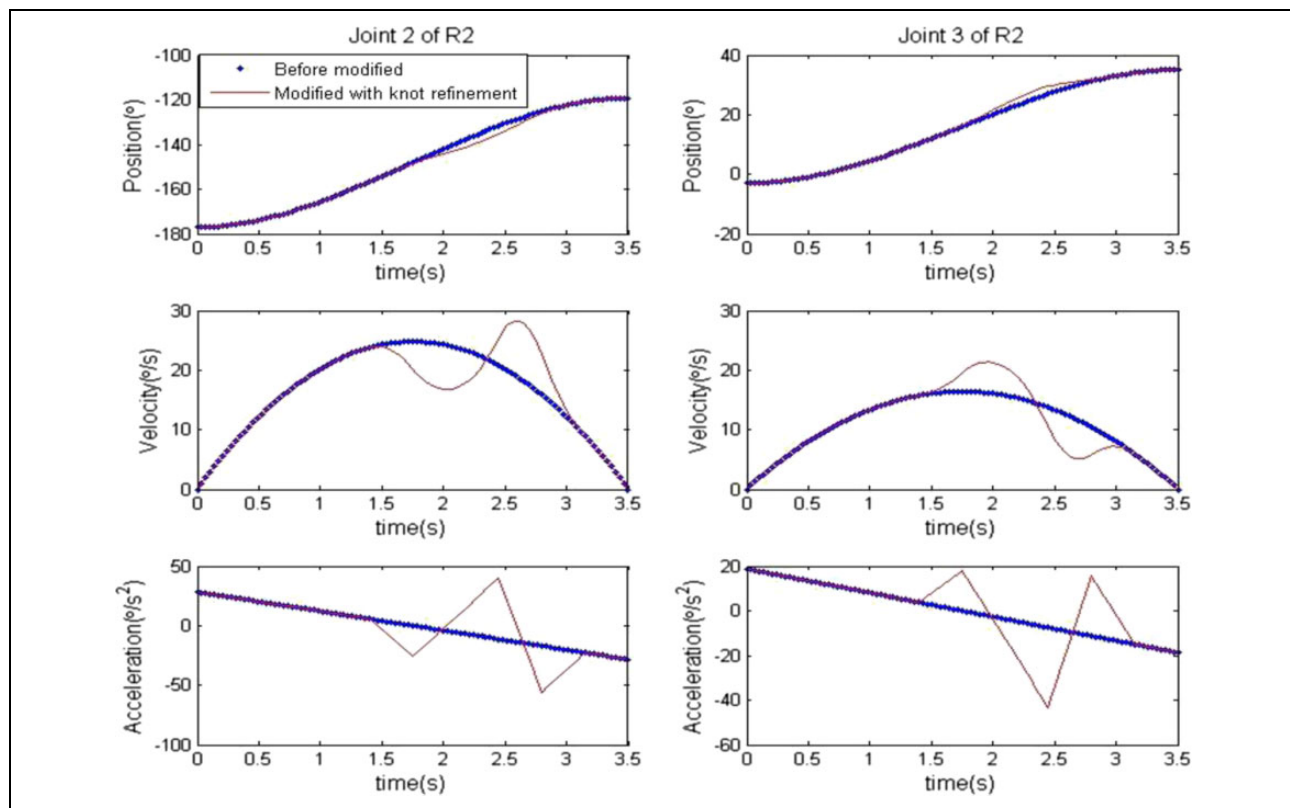 Joint 2 of R2
Joint 3 of R2
Before modified
Modified with knot refinement
Position(º)
-100
-120
-140
-160
-180
0 0.5 1 1.5 2 2.5 3 3.5
time(s)
Position(º)
40
20
0
-20
0 0.5 1 1.5 2 2.5 3 3.5
time(s)
Velocity(º/s)
30
20
10
0
0 0.5 1 1.5 2 2.5 3 3.5
time(s)
Velocity(º/s)
30
20
10
0
0 0.5 1 1.5 2 2.5 3 3.5
time(s)
Acceleration(º/s²)
50
0
-50
-100
0 0.5 1 1.5 2 2.5 3 3.5
time(s)
Acceleration(º/s²)
20
0
-20
-40
-60
0 0.5 1 1.5 2 2.5 3 3.5
time(s)